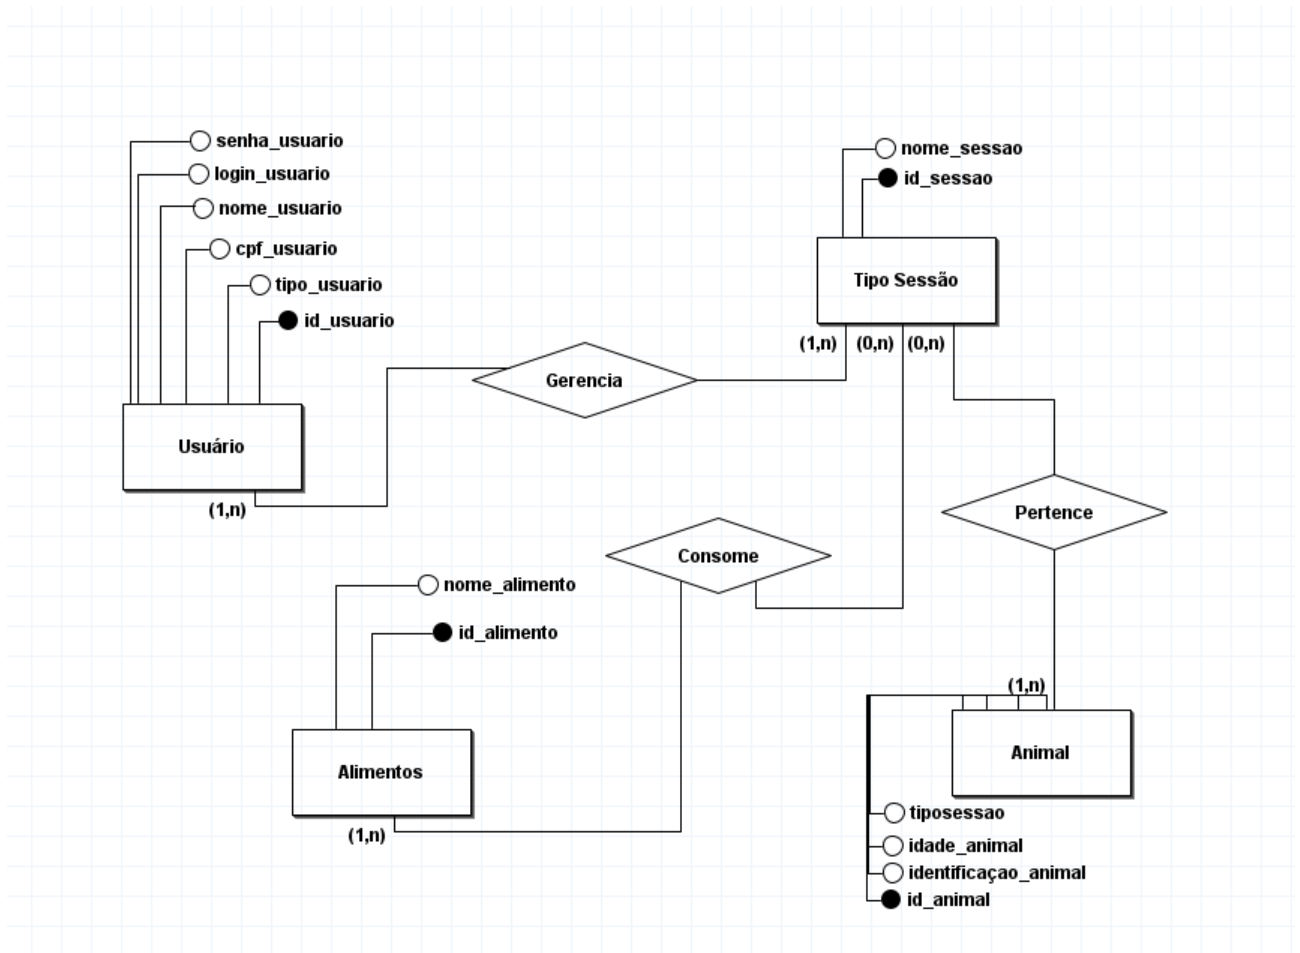 senha_usuario
login_usuario
nome_usuario
cpf_usuario
tipo_usuario
id_usuario
Usuário
(1,n)
Gerencia
nome_sessao
id_sessao
Tipo Sessão
(1,n) (0,n) (0,n)
Pertence
Consome
nome_alimento
id_alimento
Alimentos
(1,n)
(1,n)
Animal
tiposessao
idade_animal
identificaçao_animal
id_animal